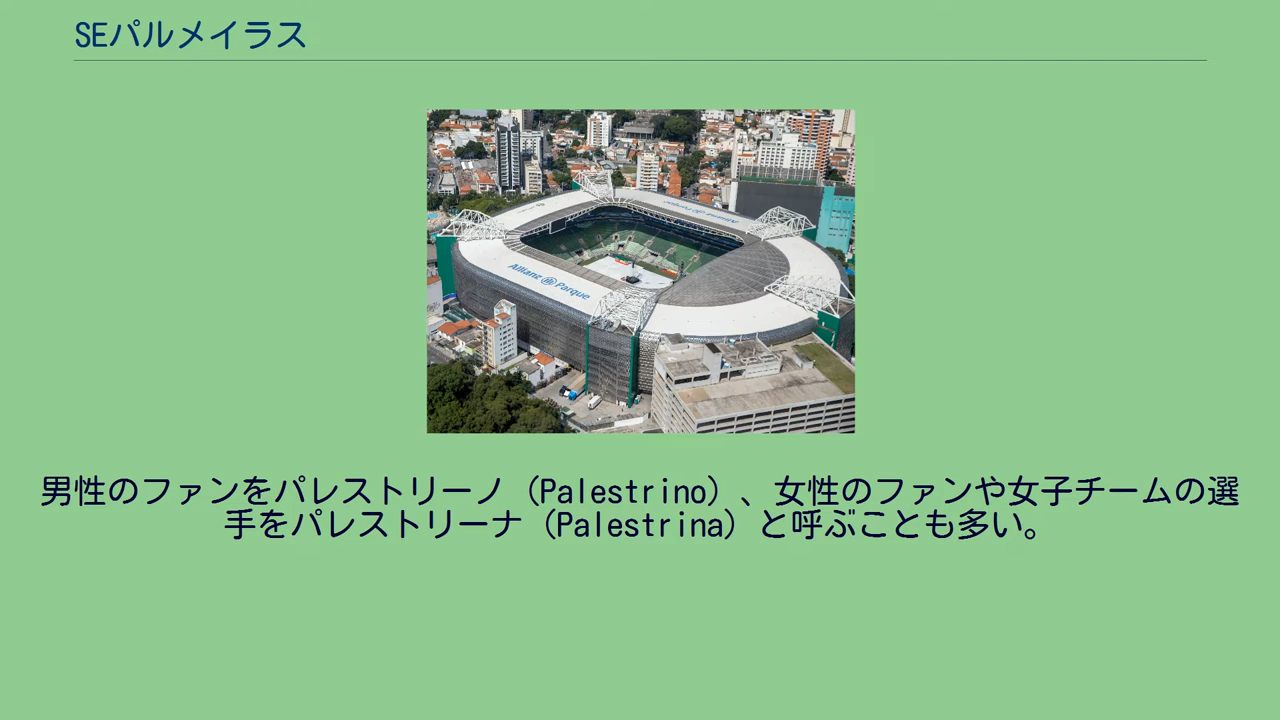 SEパルメイラス
Allianz Parque
Allianz Parque
男性のファンをパレストリーノ（Palestrino）、女性のファンや女子チームの選
手をパレストリーナ（Palestrina）と呼ぶことも多い。